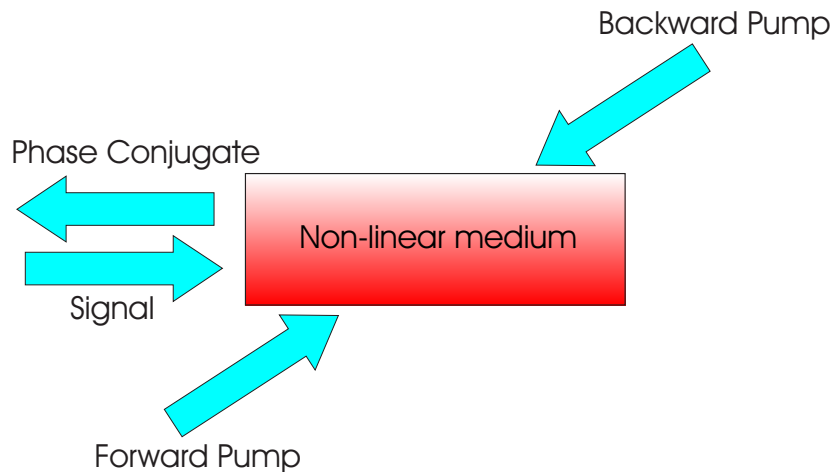 Backward Pump
Phase Conjugate
Non-linear medium
Signal
Forward Pump